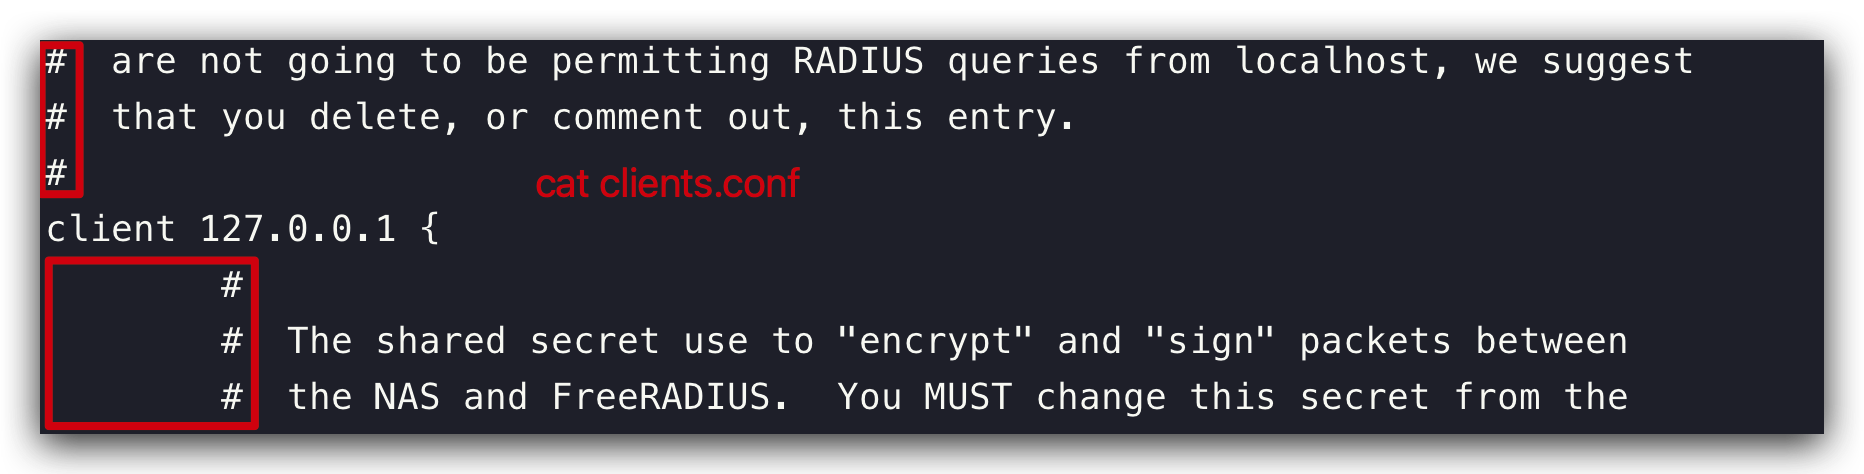 #  are not going to be permitting RADIUS queries from localhost, we suggest
#  that you delete, or comment out, this entry.
#
cat clients.conf
client 127.0.0.1 {
        #
        #  The shared secret use to "encrypt" and "sign" packets between
        #  the NAS and FreeRADIUS.  You MUST change this secret from the